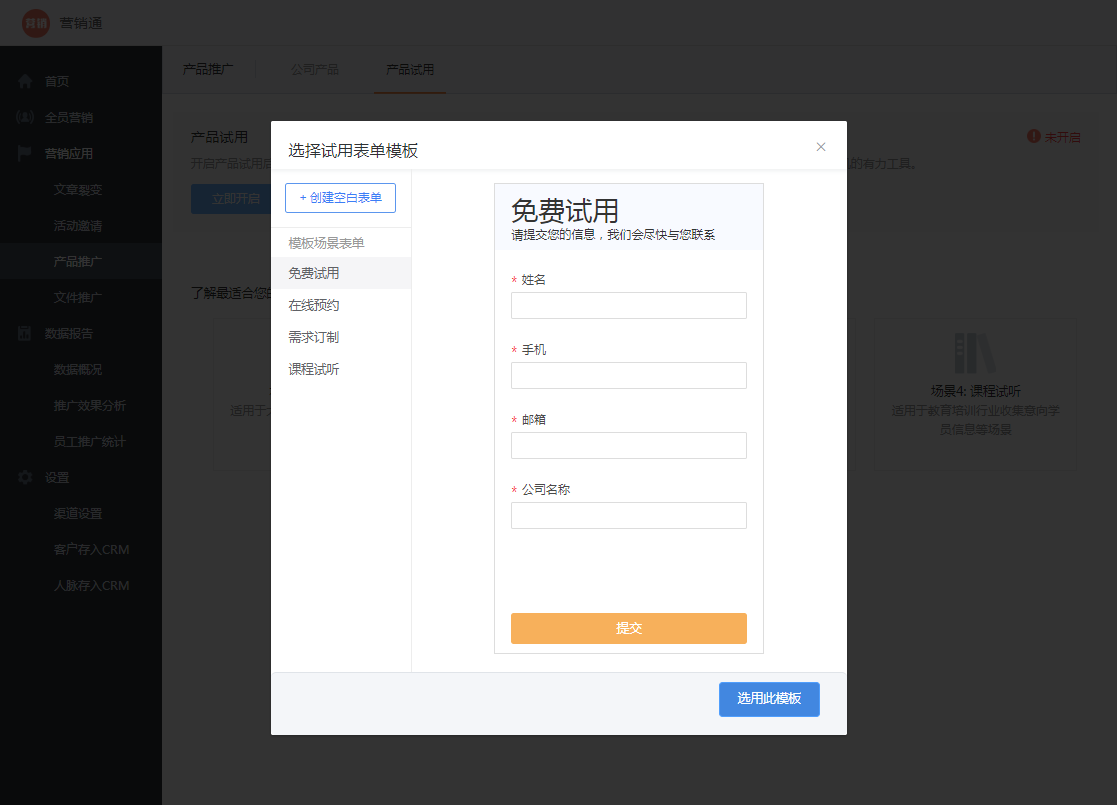 营销 营销通
首页
全员营销
营销应用
文章裂变
活动邀请
产品推广
文件推广
数据报告
数据概况
推广效果分析
员工推广统计
设置
渠道设置
客户存入CRM
人脉存入CRM
产品推广 公司产品 产品试用
产品试用
! 未开启
开启产品试用
的有力工具。
立即开启
了解最适合您的
适用于
场景4: 课程试听
适用于教育培训行业收集意向学
员信息等场景
选择试用表单模板
×
+ 创建空白表单
模板场景表单
免费试用
在线预约
需求订制
课程试听
免费试用
请提交您的信息，我们会尽快与您联系
* 姓名
* 手机
* 邮箱
* 公司名称
提交
选用此模板